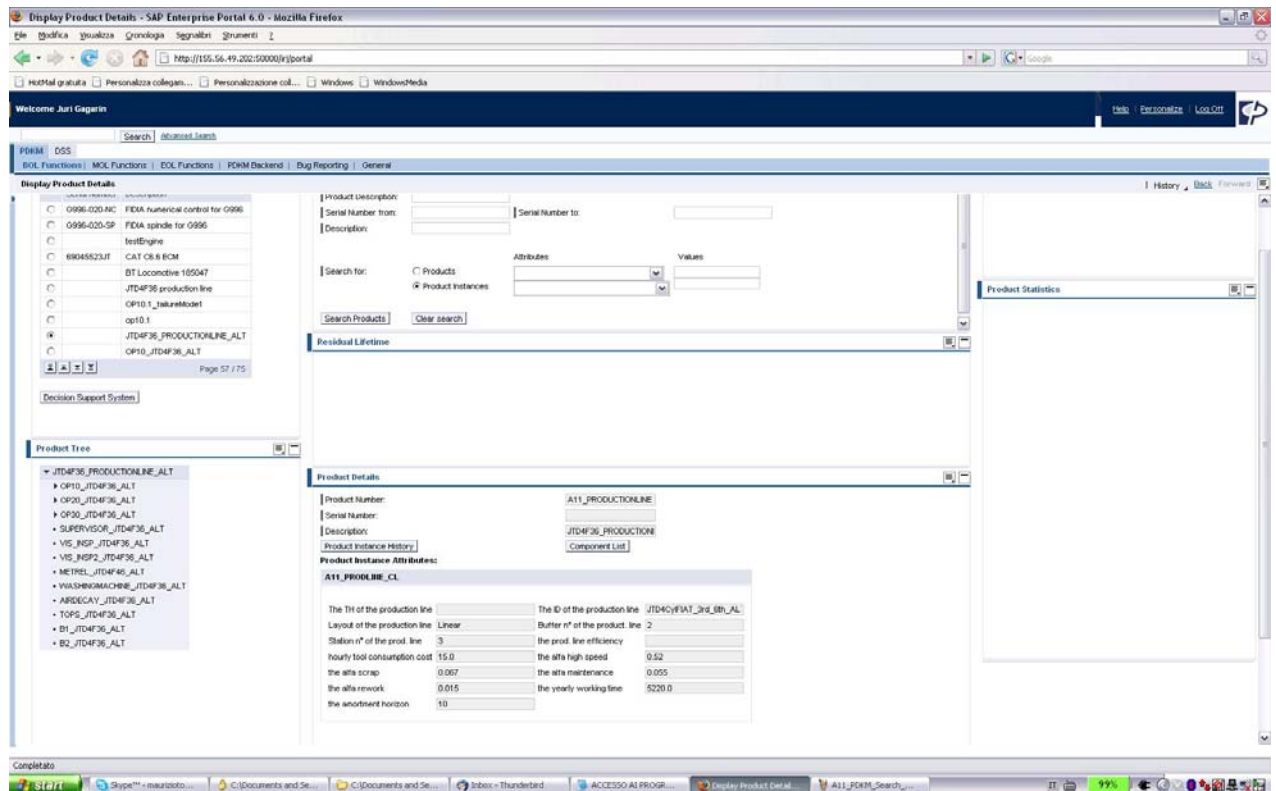 Display Product Details - SAP Enterprise Portal 6.0 - Mozilla Firefox
File Modifica Visualizza Cronologia Segnalibri Strumenti ?
http://155.56.49.202:50000/irj/portal
Google
HotMail gratuita Personalizza collegam... Personalizzazione coll... Windows WindowsMedia
Welcome Juri Gagarin
Help Personalize Log Off
Search Advanced Search
PDKM DSS
BOL Functions | MOL Functions | EOL Functions | PDKM Backend | Bug Reporting | General
Display Product Details
History Back Forward
Serial Number Description
G996-020-NC FIDIA numerical control for G996
G996-020-SP FIDIA spindle for G996
testEngine
69045523JT CAT C6.6 ECM
BT Locomotive 185047
JTD4F36 production line
OP10.1_failureMode1
op10.1
JTD4F36_PRODUCTIONLINE_ALT
OP10_JTD4F36_ALT
Page 57 / 75
Decision Support System
Product Description:
Serial Number from: Serial Number to:
Description:
Attributes Values
Search for: Products
Product Instances
Search Products Clear search
Residual Lifetime
Product Statistics
Product Tree
JTD4F36_PRODUCTIONLINE_ALT
OP10_JTD4F36_ALT
OP20_JTD4F36_ALT
OP30_JTD4F36_ALT
SUPERVISOR_JTD4F36_ALT
VIS_INSP_JTD4F36_ALT
VIS_INSP2_JTD4F36_ALT
METREL_JTD4F46_ALT
WASHINGMACHINE_JTD4F36_ALT
AIRDECAY_JTD4F36_ALT
TOPS_JTD4F36_ALT
B1_JTD4F36_ALT
B2_JTD4F36_ALT
Product Details
Product Number: A11_PRODUCTIONLINE
Serial Number:
Description: JTD4F36_PRODUCTIONI
Product Instance History Component List
Product Instance Attributes:
A11_PRODLINE_CL
The TH of the production line The ID of the production line JTD4CylFIAT_3rd_6th_AL
Layout of the production line Linear Buffer n° of the product. line 2
Station n° of the prod. line 3 the prod. line efficiency
hourly tool consumption cost 15.0 the alfa high speed 0.52
the alfa scrap 0.067 the alfa maintenance 0.055
the alfa rework 0.015 the yearly working time 5220.0
the amortment horizon 10
Completato
start Skype™ - maurizioto... C:\Documents and Se... C:\Documents and Se... Inbox - Thunderbird ACCESSO AI PROGR... Display Product Detail... A11_PDKM_Search_... IT 99%